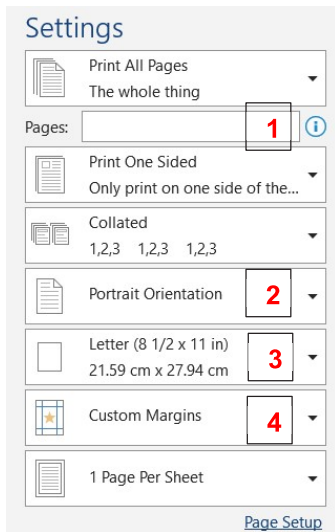 Settings
Print All Pages
The whole thing
Pages:
1
Print One Sided
Only print on one side of the...
Collated
1,2,3 1,2,3 1,2,3
Portrait Orientation
2
Letter (8 1/2 x 11 in)
21.59 cm x 27.94 cm
3
Custom Margins
4
1 Page Per Sheet
Page Setup